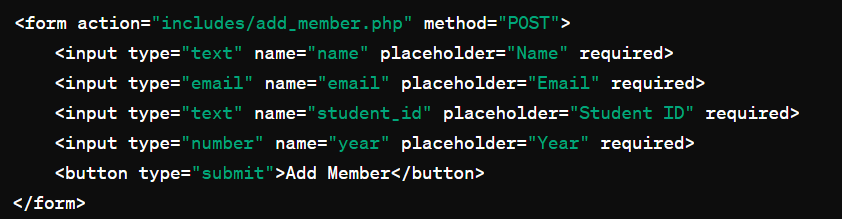 <form action="includes/add_member.php" method="POST">
    <input type="text" name="name" placeholder="Name" required>
    <input type="email" name="email" placeholder="Email" required>
    <input type="text" name="student_id" placeholder="Student ID" required>
    <input type="number" name="year" placeholder="Year" required>
    <button type="submit">Add Member</button>
</form>